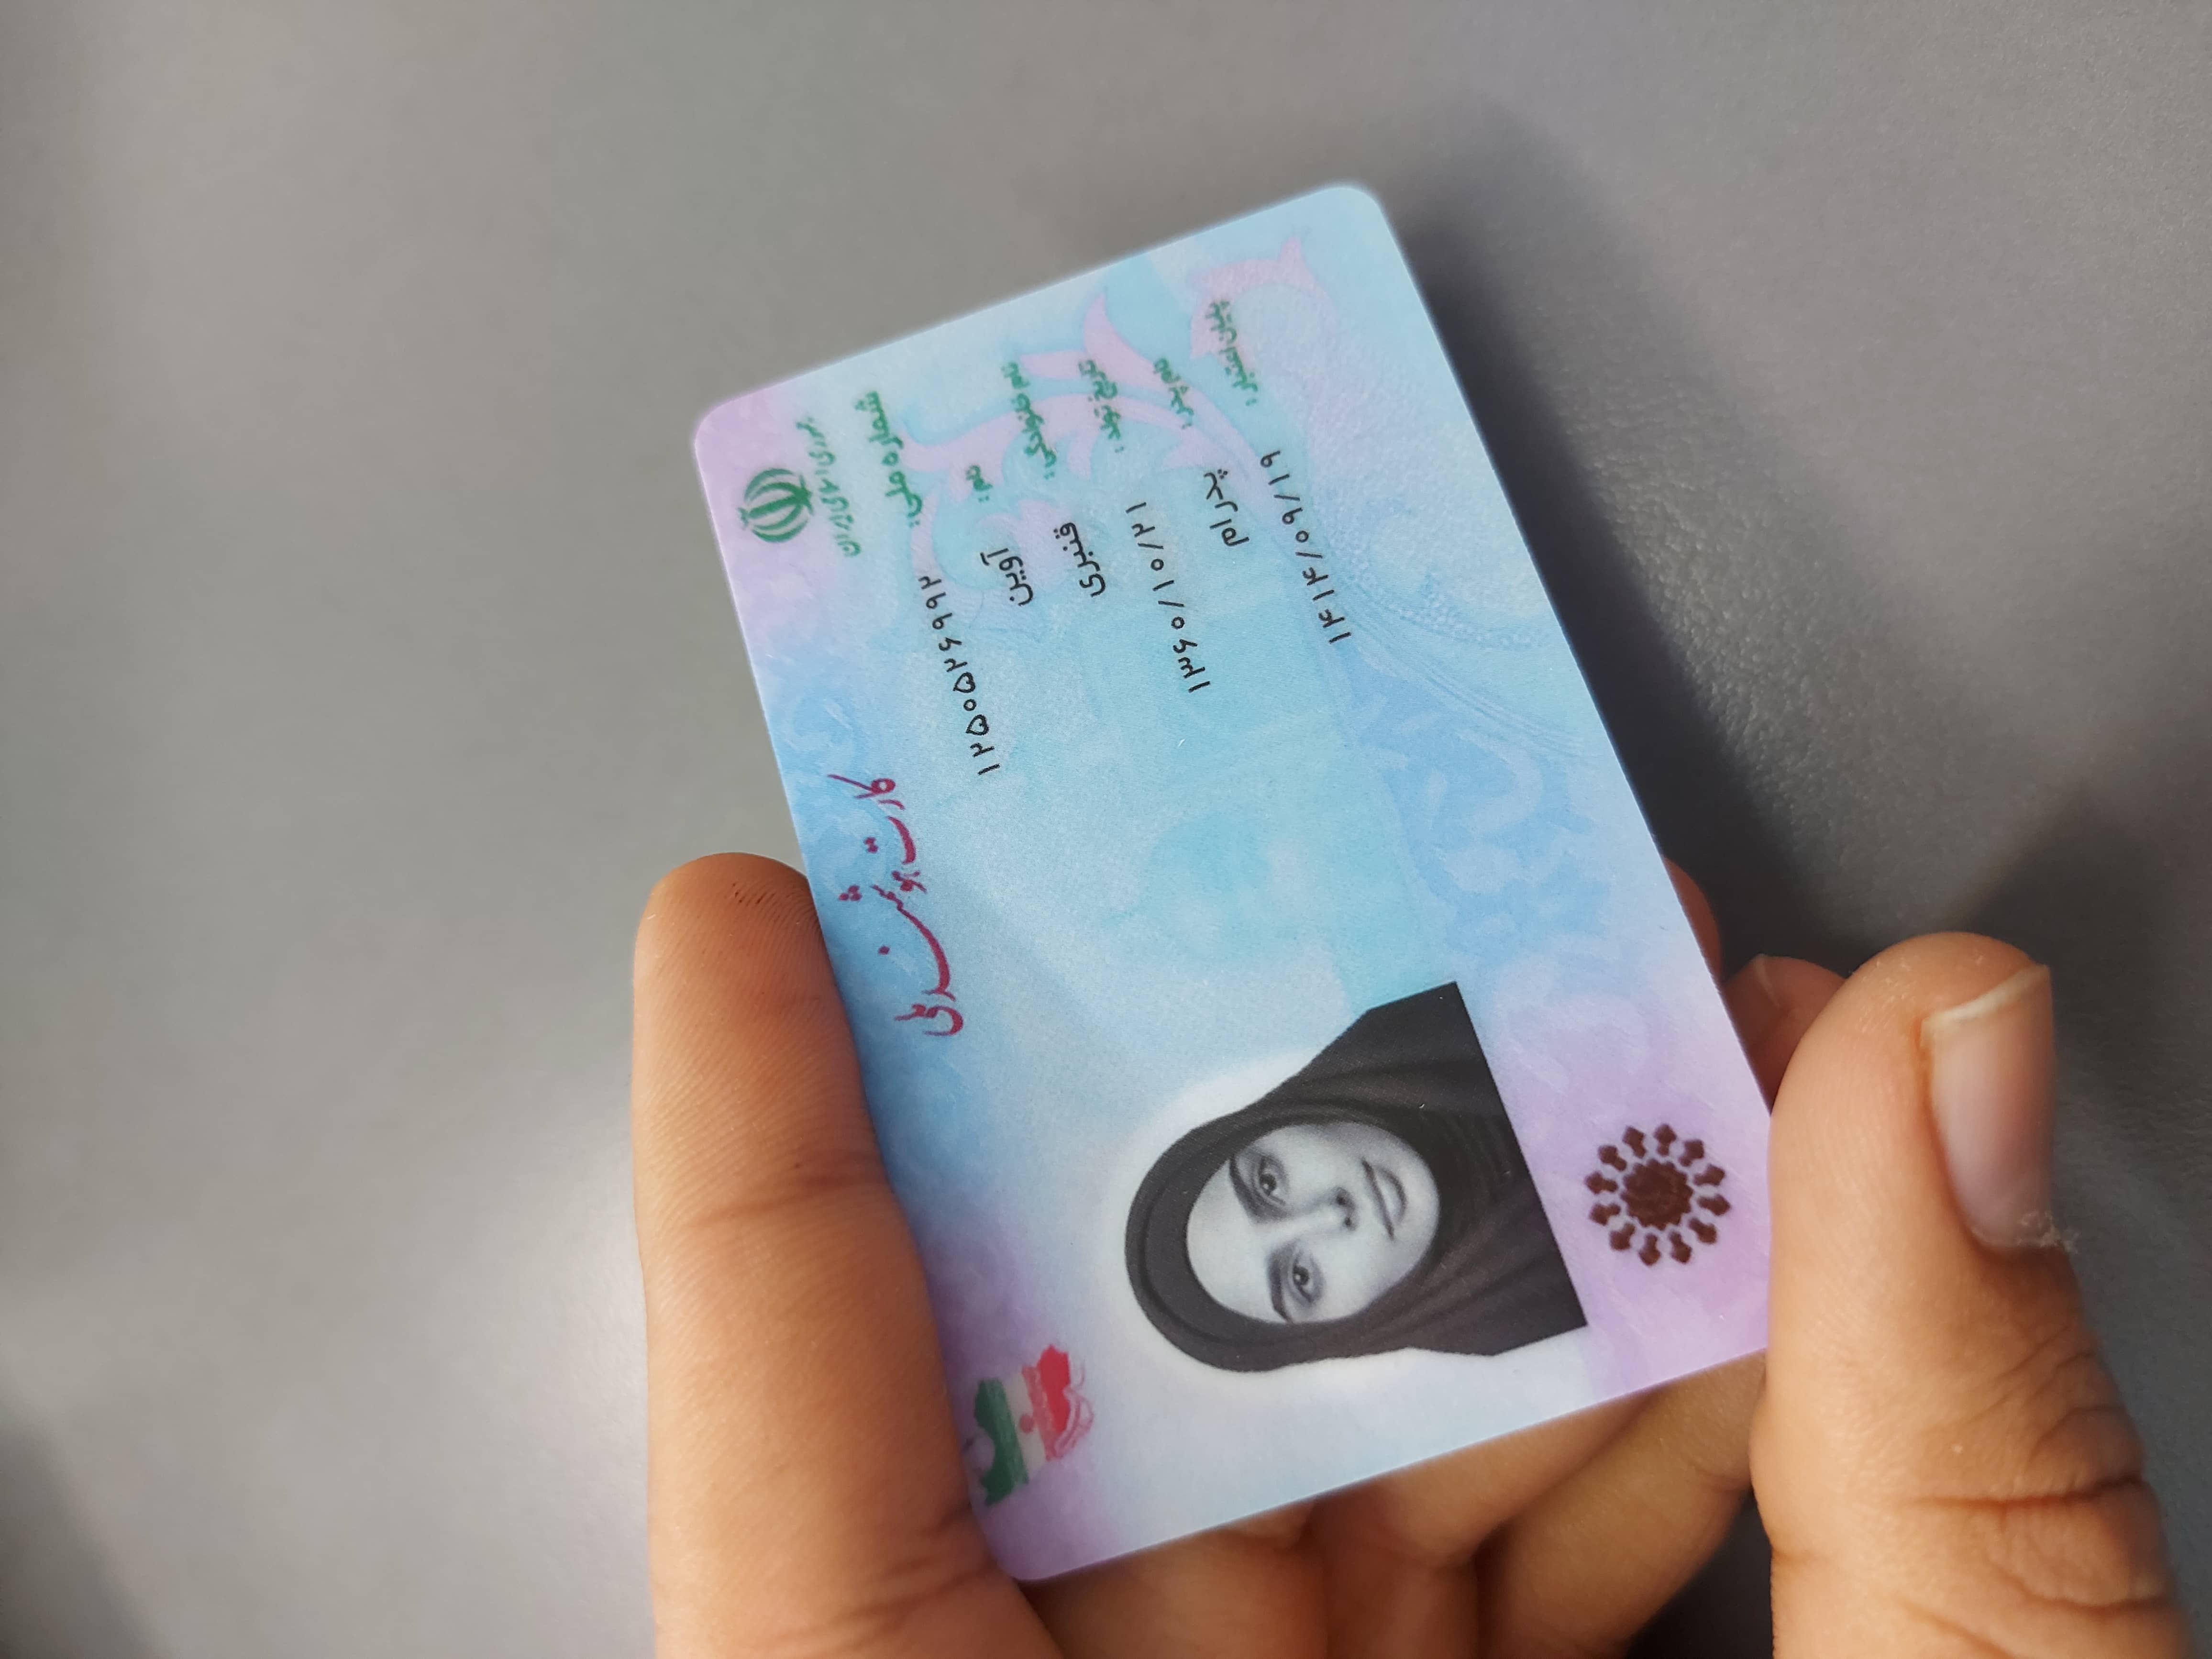 جمهوری اسلامی ایران
کارت هوشمند ملی
شماره ملی: ۱۲۵۰۰۵۲۶۹۹۲
نام: آوین
نام خانوادگی: قنبری
تاریخ تولد: ۱۳۶۰/۱۰/۲۱
نام پدر: پدرام
پایان اعتبار: ۱۴۱۴/۰۹/۱۹